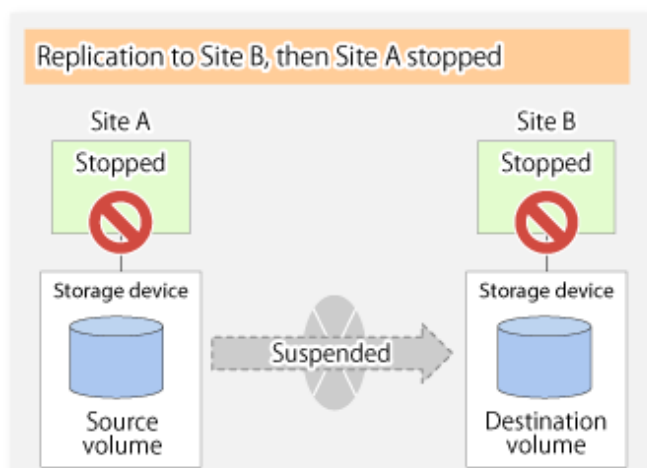 Replication to Site B, then Site A stopped
Site A
Site B
Stopped
Stopped
Storage device
Storage device
Suspended
Source
volume
Destination
volume